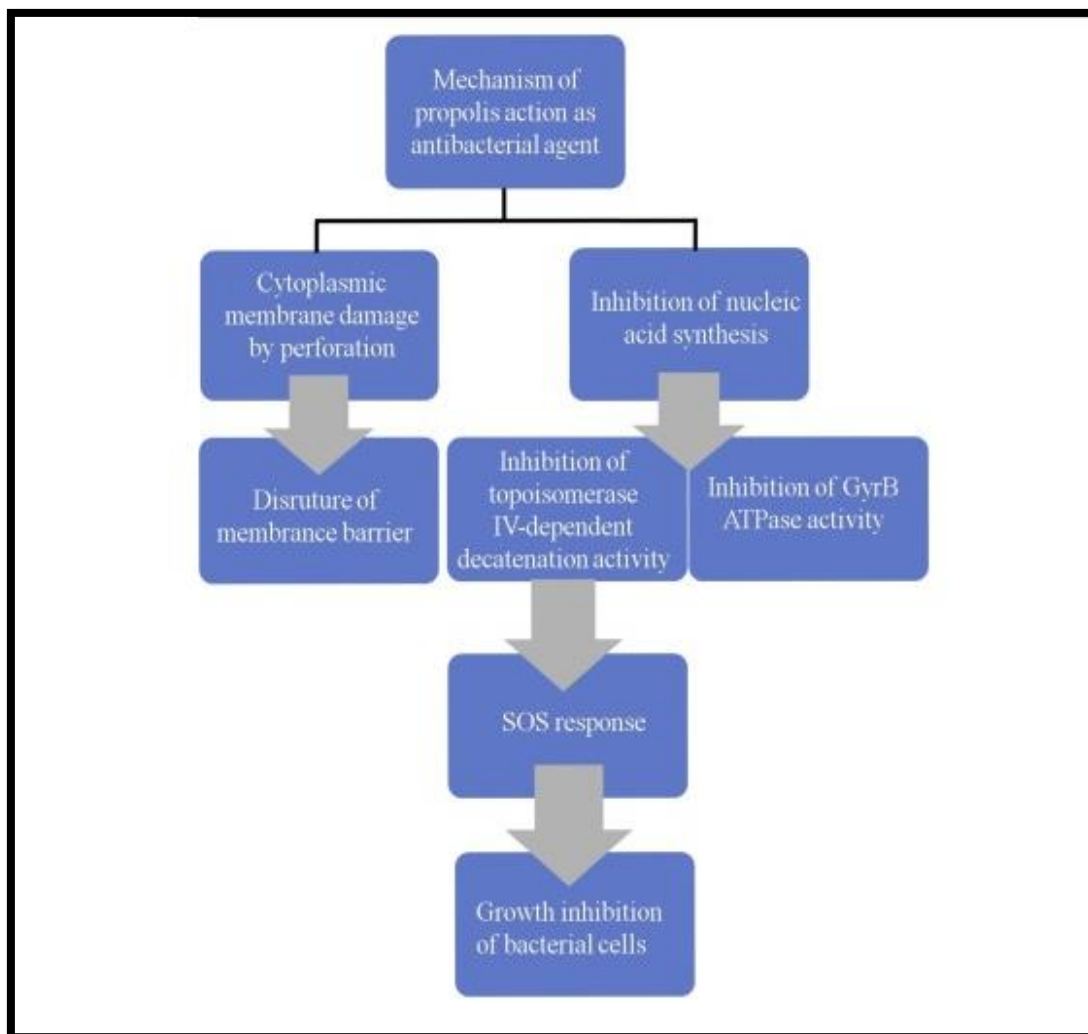 Mechanism of
propolis action as
antibacterial agent
Cytoplasmic
membrane damage
by perforation
Inhibition of nucleic
acid synthesis
Disruture of
membrance barrier
Inhibition of
topoisomerase
IV-dependent
decatenation activity
Inhibition of GyrB
ATPase activity
SOS response
Growth inhibition
of bacterial cells